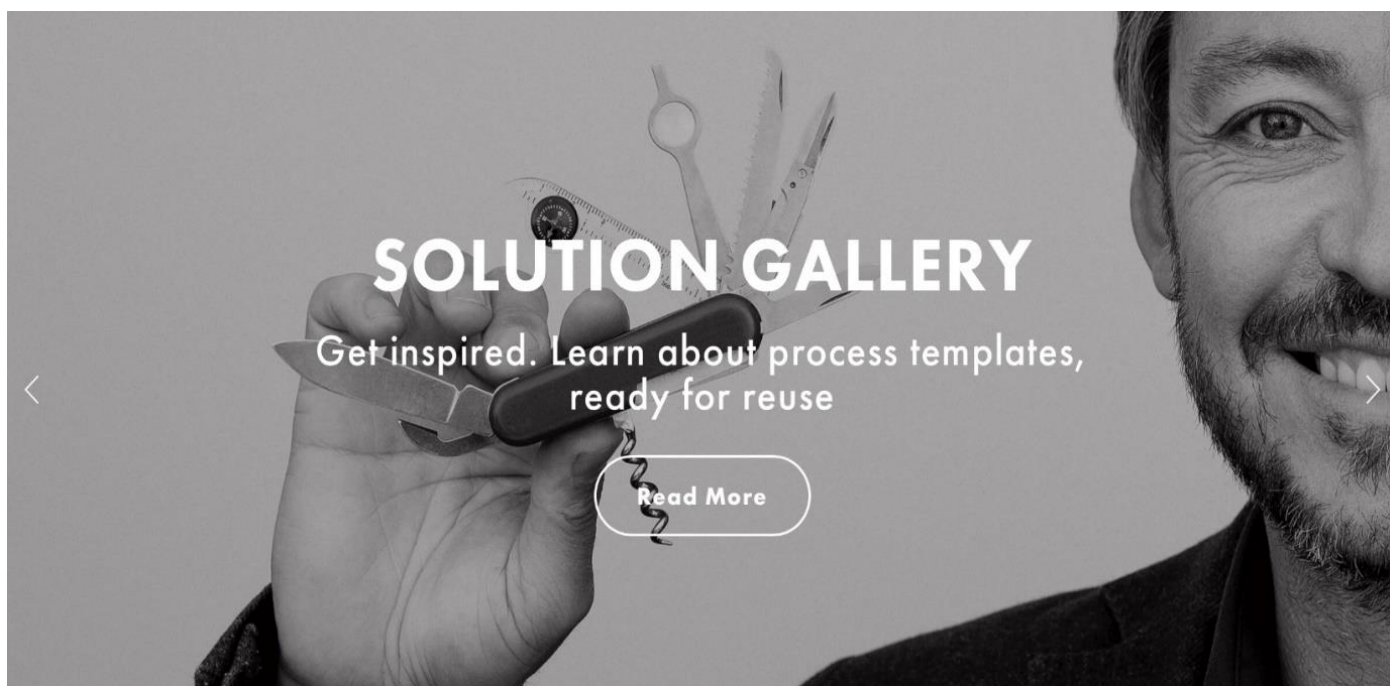 SOLUTION GALLERY
Get inspired. Learn about process templates,
ready for reuse
Read More